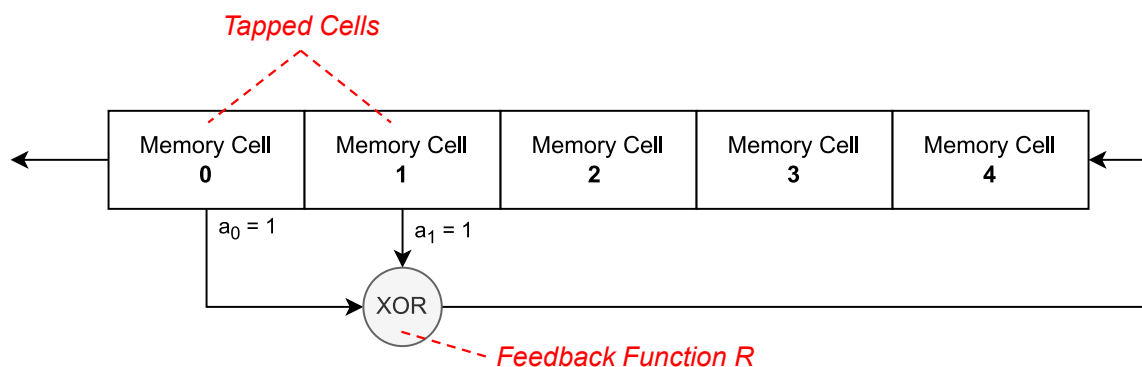 Tapped Cells
Memory Cell
0
Memory Cell
1
Memory Cell
2
Memory Cell
3
Memory Cell
4
a₀ = 1
a₁ = 1
XOR
Feedback Function R